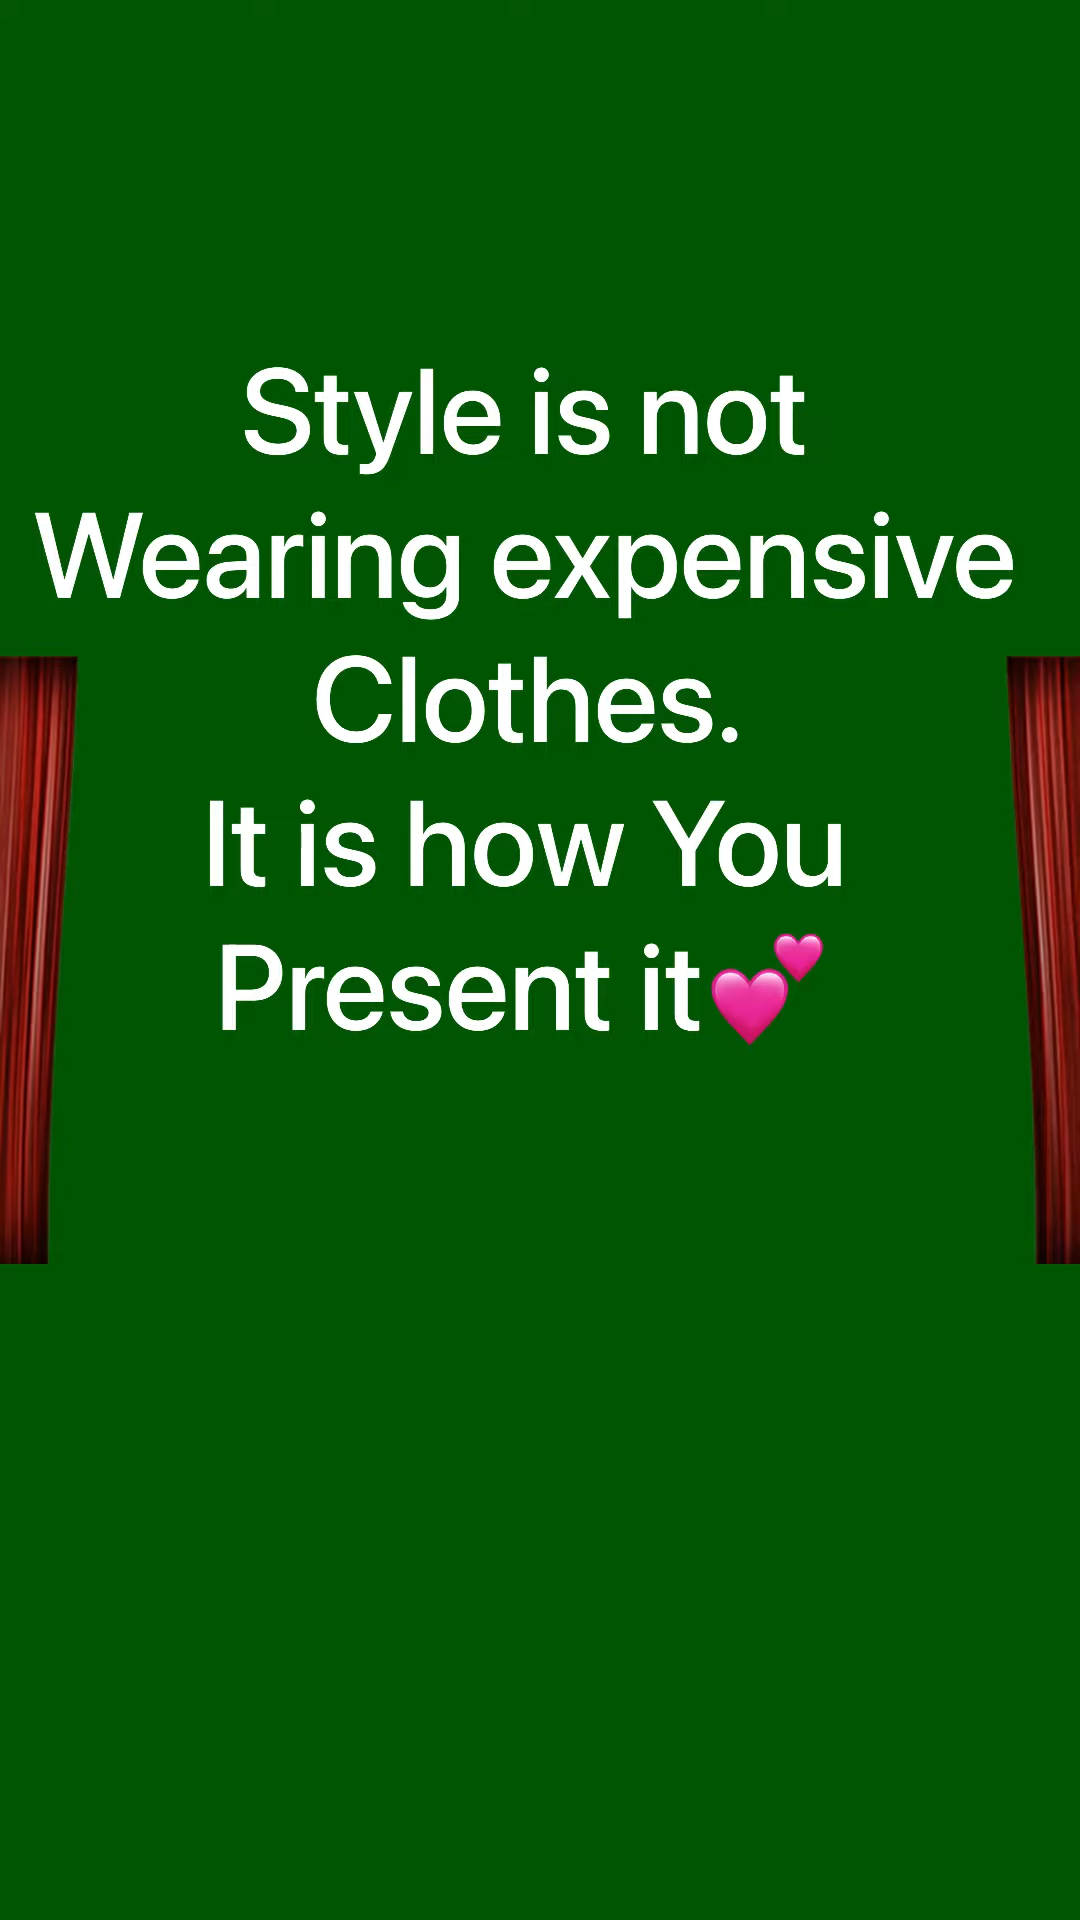 Style is not
Wearing expensive
Clothes.
It is how You
Present it💕